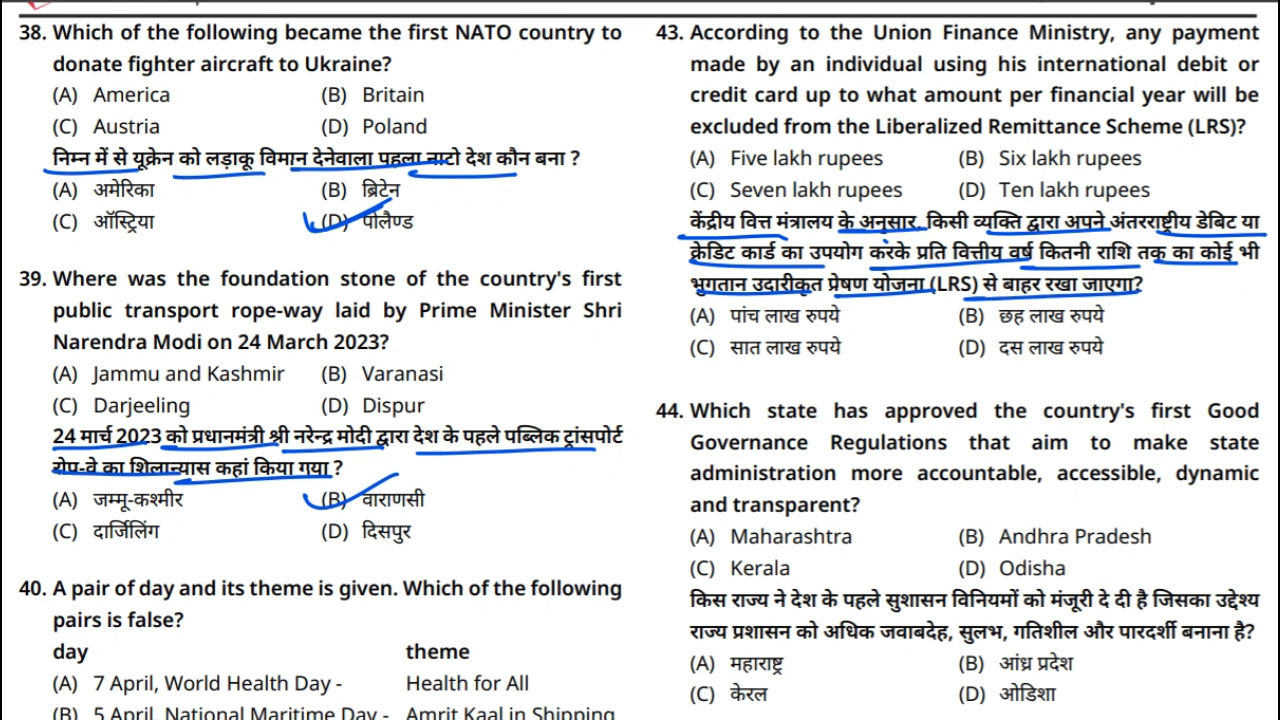 38. Which of the following became the first NATO country to
donate fighter aircraft to Ukraine?
(A) America (B) Britain
(C) Austria (D) Poland
निम्न में से यूक्रेन को लड़ाकू विमान देनेवाला पहला नाटो देश कौन बना ?
(A) अमेरिका (B) ब्रिटेन
(C) ऑस्ट्रिया (D) पोलैण्ड
39. Where was the foundation stone of the country's first
public transport rope-way laid by Prime Minister Shri
Narendra Modi on 24 March 2023?
(A) Jammu and Kashmir (B) Varanasi
(C) Darjeeling (D) Dispur
24 मार्च 2023 को प्रधानमंत्री श्री नरेन्द्र मोदी द्वारा देश के पहले पब्लिक ट्रांसपोर्ट
रोप-वे का शिलान्यास कहां किया गया ?
(A) जम्मू-कश्मीर (B) वाराणसी
(C) दार्जिलिंग (D) दिसपुर
40. A pair of day and its theme is given. Which of the following
pairs is false?
day theme
(A) 7 April, World Health Day - Health for All
(B) 5 April, National Maritime Day - Amrit Kaal in Shipping
43. According to the Union Finance Ministry, any payment
made by an individual using his international debit or
credit card up to what amount per financial year will be
excluded from the Liberalized Remittance Scheme (LRS)?
(A) Five lakh rupees (B) Six lakh rupees
(C) Seven lakh rupees (D) Ten lakh rupees
केंद्रीय वित्त मंत्रालय के अनुसार, किसी व्यक्ति द्वारा अपने अंतरराष्ट्रीय डेबिट या
क्रेडिट कार्ड का उपयोग करके प्रति वित्तीय वर्ष कितनी राशि तक का कोई भी
भुगतान उदारीकृत प्रेषण योजना (LRS) से बाहर रखा जाएगा?
(A) पांच लाख रुपये (B) छह लाख रुपये
(C) सात लाख रुपये (D) दस लाख रुपये
44. Which state has approved the country's first Good
Governance Regulations that aim to make state
administration more accountable, accessible, dynamic
and transparent?
(A) Maharashtra (B) Andhra Pradesh
(C) Kerala (D) Odisha
किस राज्य ने देश के पहले सुशासन विनियमों को मंजूरी दे दी है जिसका उद्देश्य
राज्य प्रशासन को अधिक जवाबदेह, सुलभ, गतिशील और पारदर्शी बनाना है?
(A) महाराष्ट्र (B) आंध्र प्रदेश
(C) केरल (D) ओडिशा